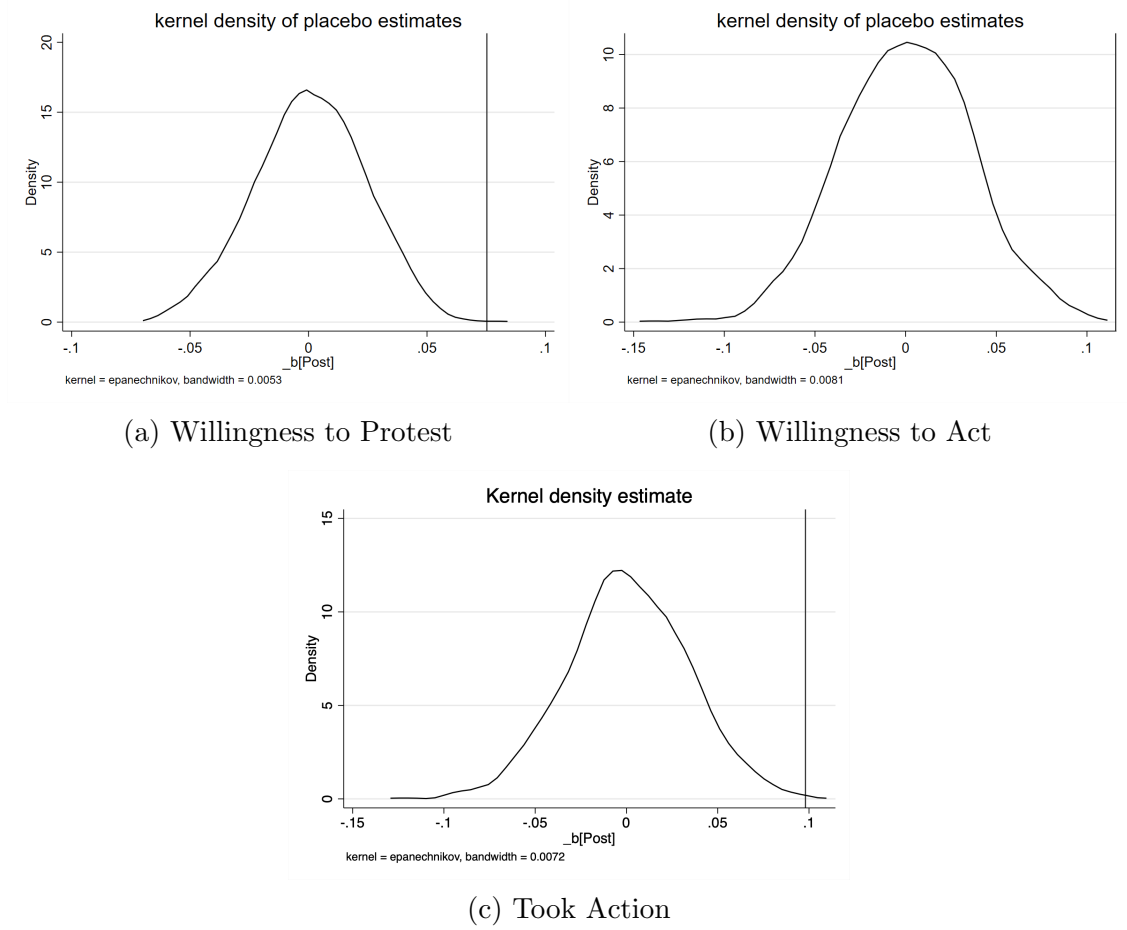 kernel density of placebo estimates
20
15
10
5
0
Density
-.1 -.05 0 .05 .1
_b[Post]
kernel = epanechnikov, bandwidth = 0.0053
(a) Willingness to Protest
kernel density of placebo estimates
10
8
6
4
2
0
Density
-.15 -.1 -.05 0 .05 .1
_b[Post]
kernel = epanechnikov, bandwidth = 0.0081
(b) Willingness to Act
Kernel density estimate
15
10
5
0
Density
-.15 -.1 -.05 0 .05 .1
_b[Post]
kernel = epanechnikov, bandwidth = 0.0072
(c) Took Action